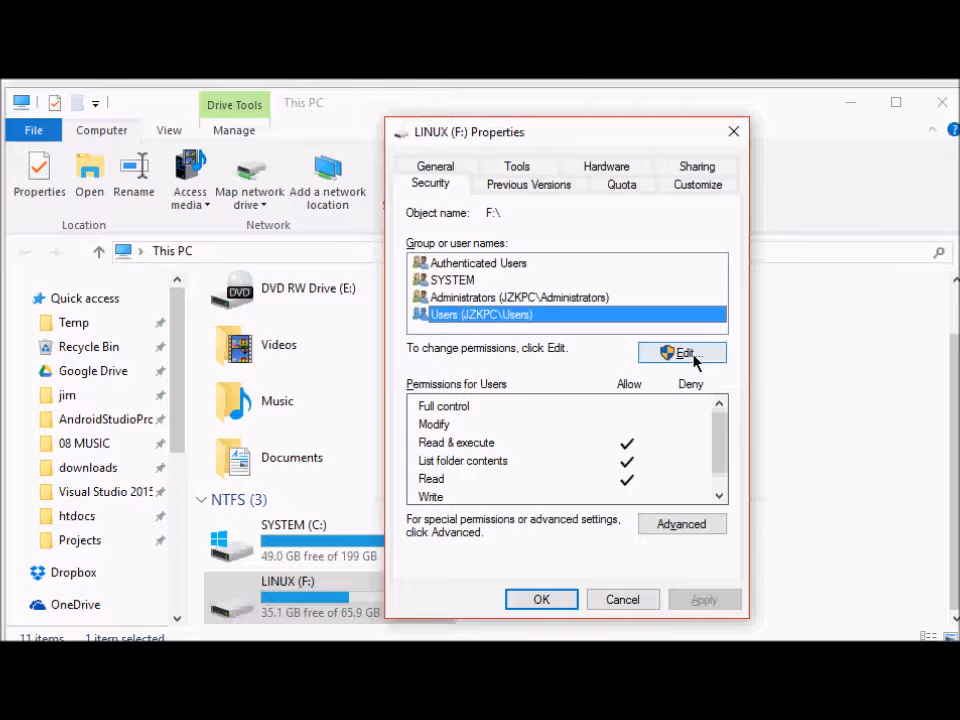 Drive Tools
This PC
File
Computer
View
Manage
Properties
Open
Rename
Access media
Map network drive
Add a network location
Location
Network
This PC
Quick access
Temp
Recycle Bin
Google Drive
jim
AndroidStudioPrc
08 MUSIC
downloads
Visual Studio 2015
htdocs
Projects
Dropbox
OneDrive
11 items
1 item selected
DVD
DVD RW Drive (E:)
Videos
Music
Documents
NTFS (3)
SYSTEM (C:)
49.0 GB free of 199 GB
LINUX (F:)
35.1 GB free of 65.9 GB
LINUX (F:) Properties
General
Tools
Hardware
Sharing
Security
Previous Versions
Quota
Customize
Object name: F:\
Group or user names:
Authenticated Users
SYSTEM
Administrators (JZKPC\Administrators)
Users (JZKPC\Users)
To change permissions, click Edit.
Edit...
Permissions for Users
Allow
Deny
Full control
Modify
Read & execute
List folder contents
Read
Write
For special permissions or advanced settings,
click Advanced.
Advanced
OK
Cancel
Apply